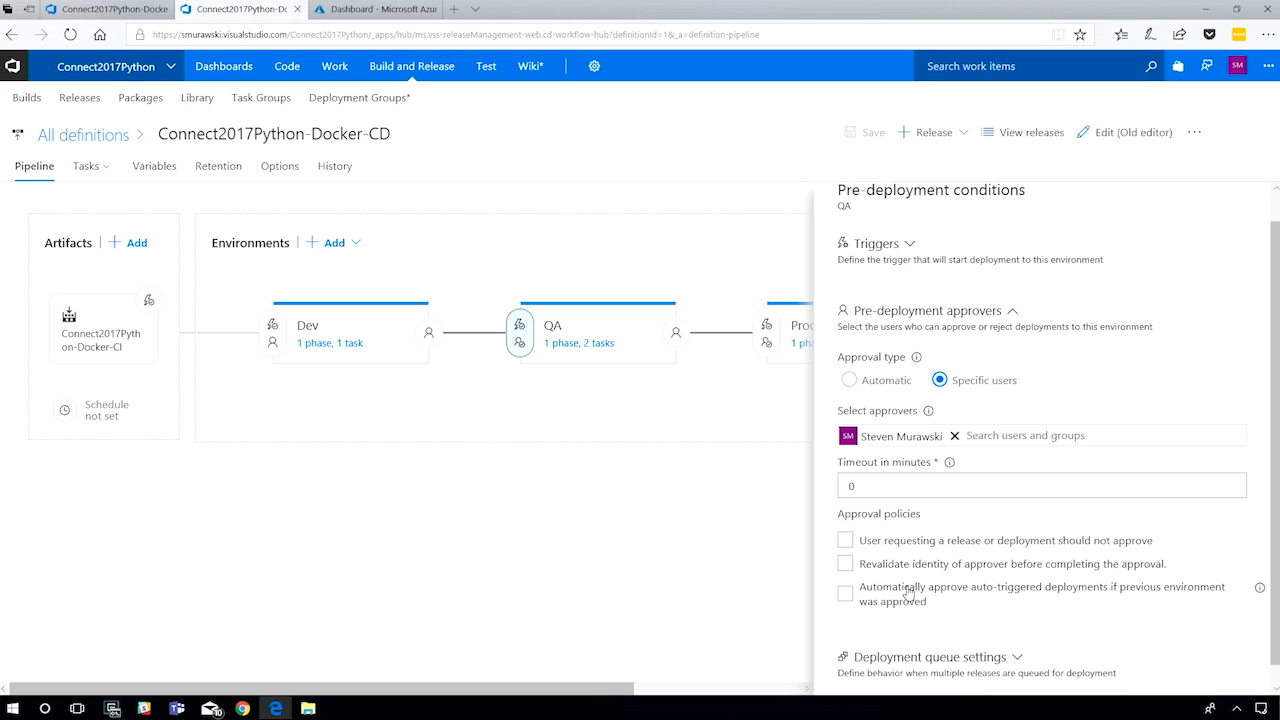 Connect2017Python-Docke
Connect2017Python-Do
Dashboard - Microsoft Azur
https://smurawski.visualstudio.com/Connect2017Python/_apps/hub/ms.vss-releaseManagement-web.cd-workflow-hub?definitionId=1&_a=definition-pipeline
Connect2017Python
Dashboards
Code
Work
Build and Release
Test
Wiki*
Search work items
SM
Builds
Releases
Packages
Library
Task Groups
Deployment Groups*
All definitions
Connect2017Python-Docker-CD
Save
Release
View releases
Edit (Old editor)
Pipeline
Tasks
Variables
Retention
Options
History
Artifacts
Add
Connect2017Pyth
on-Docker-CI
Schedule
not set
Environments
Add
Dev
1 phase, 1 task
QA
1 phase, 2 tasks
Proc
1 ph
Pre-deployment conditions
QA
Triggers
Define the trigger that will start deployment to this environment
Pre-deployment approvers
Select the users who can approve or reject deployments to this environment
Approval type
Automatic
Specific users
Select approvers
SM Steven Murawski
Search users and groups
Timeout in minutes *
0
Approval policies
User requesting a release or deployment should not approve
Revalidate identity of approver before completing the approval.
Automatically approve auto-triggered deployments if previous environment
was approved
Deployment queue settings
Define behavior when multiple releases are queued for deployment
10